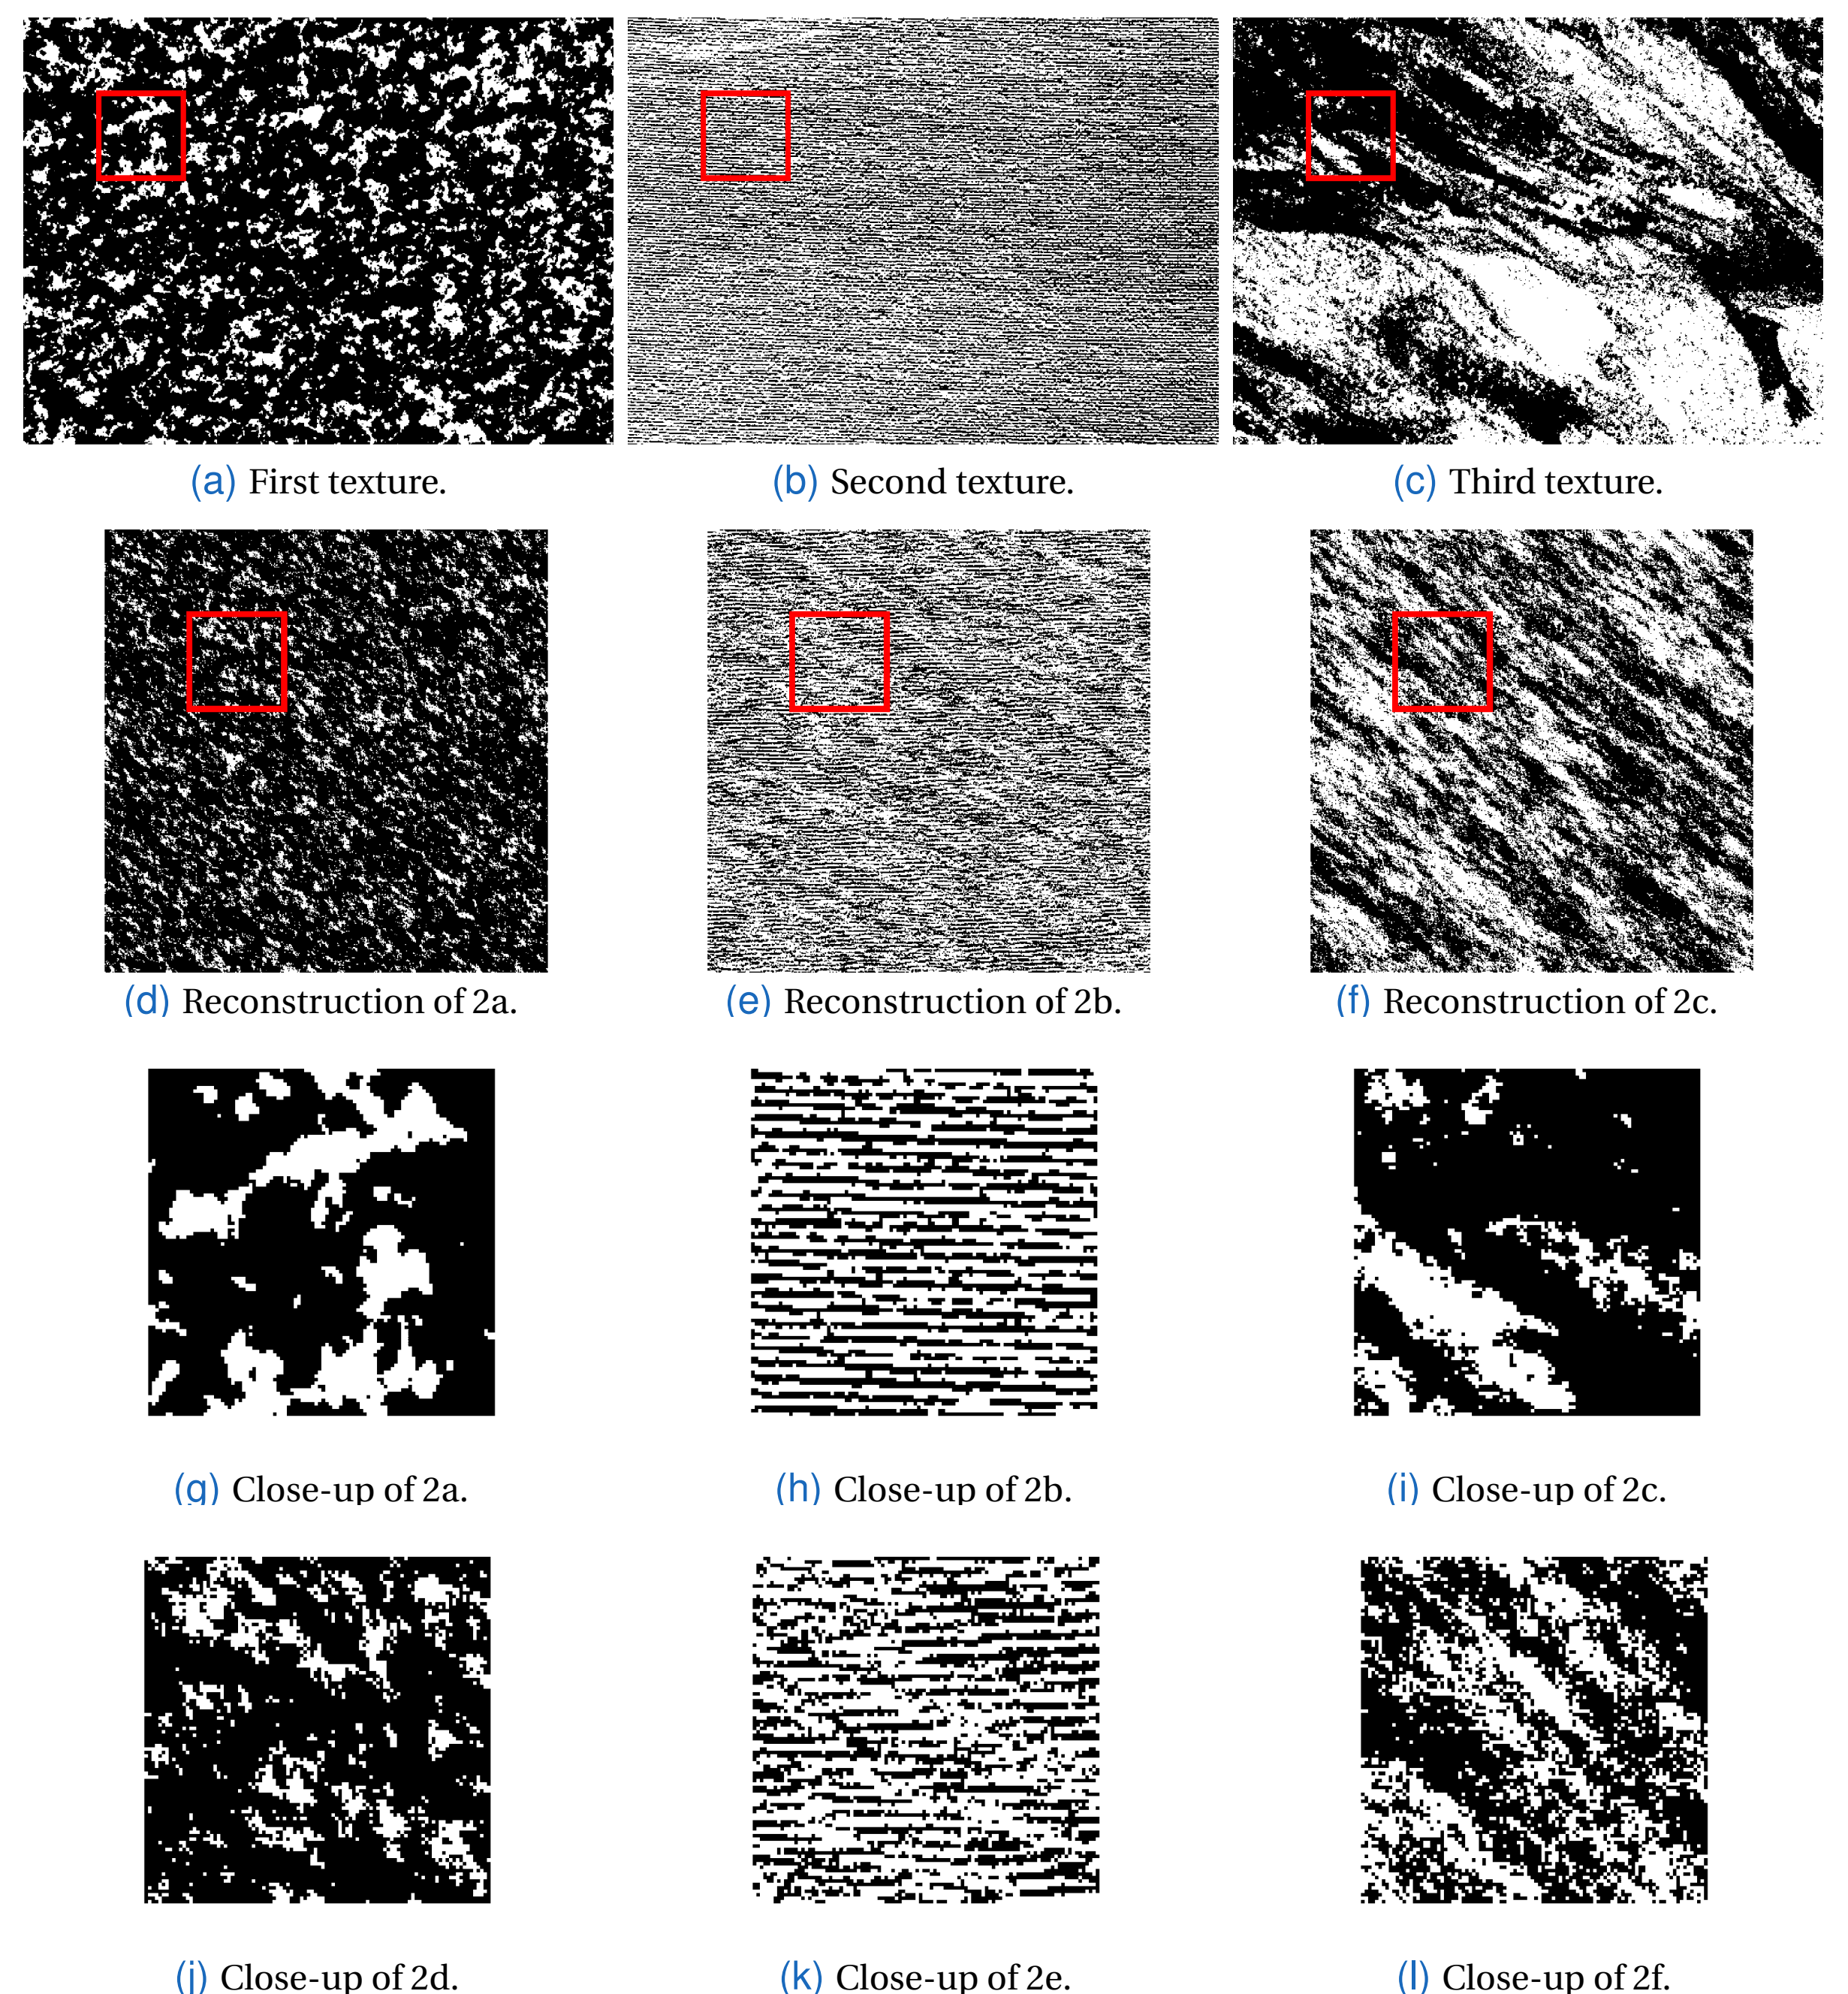 (a) First texture.
(b) Second texture.
(c) Third texture.
(d) Reconstruction of 2a.
(e) Reconstruction of 2b.
(f) Reconstruction of 2c.
(g) Close-up of 2a.
(h) Close-up of 2b.
(i) Close-up of 2c.
(j) Close-up of 2d.
(k) Close-up of 2e.
(l) Close-up of 2f.